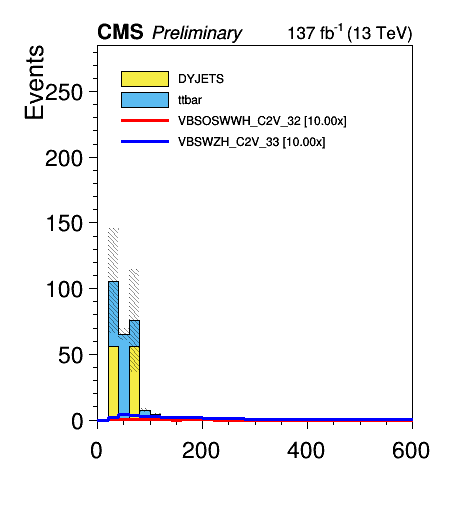 CMS Preliminary 137 fb-1 (13 TeV)
Events
DYJETS
ttbar
VBSOSWWH_C2V_32 [10.00x]
VBSWZH_C2V_33 [10.00x]
250
200
150
100
50
0
0 200 400 600